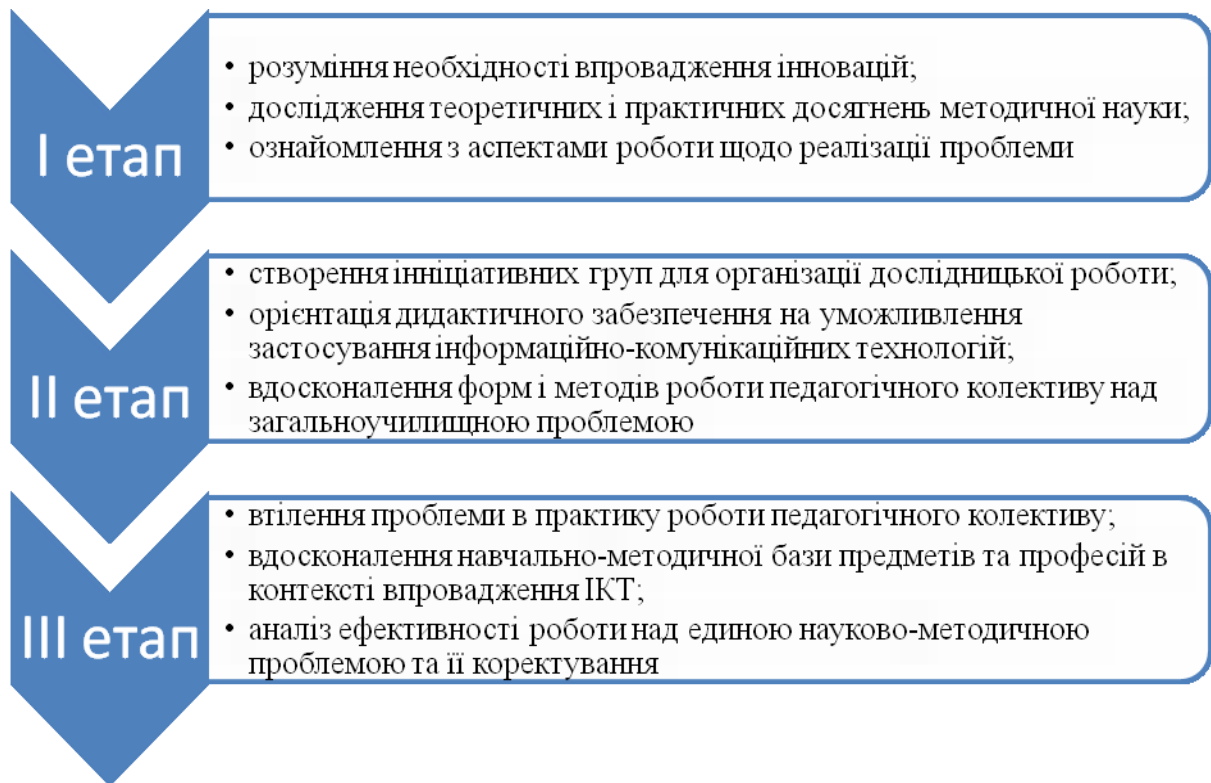 І етап
• розуміння необхідності впровадження інновацій;
• дослідження теоретичних і практичних досягнень методичної науки;
• ознайомлення з аспектами роботи щодо реалізації проблеми
ІІ етап
• створення інніціативних груп для організації дослідницької роботи;
• орієнтація дидактичного забезпечення на уможливлення
застосування інформаційно-комунікаційних технологій;
• вдосконалення форм і методів роботи педагогічного колективу над
загальноучилищною проблемою
ІІІ етап
• втілення проблеми в практику роботи педагогічного колективу;
• вдосконалення навчально-методичної бази предметів та професій в
контексті впровадження ІКТ;
• аналіз ефективності роботи над единою науково-методичною
проблемою та її коректування